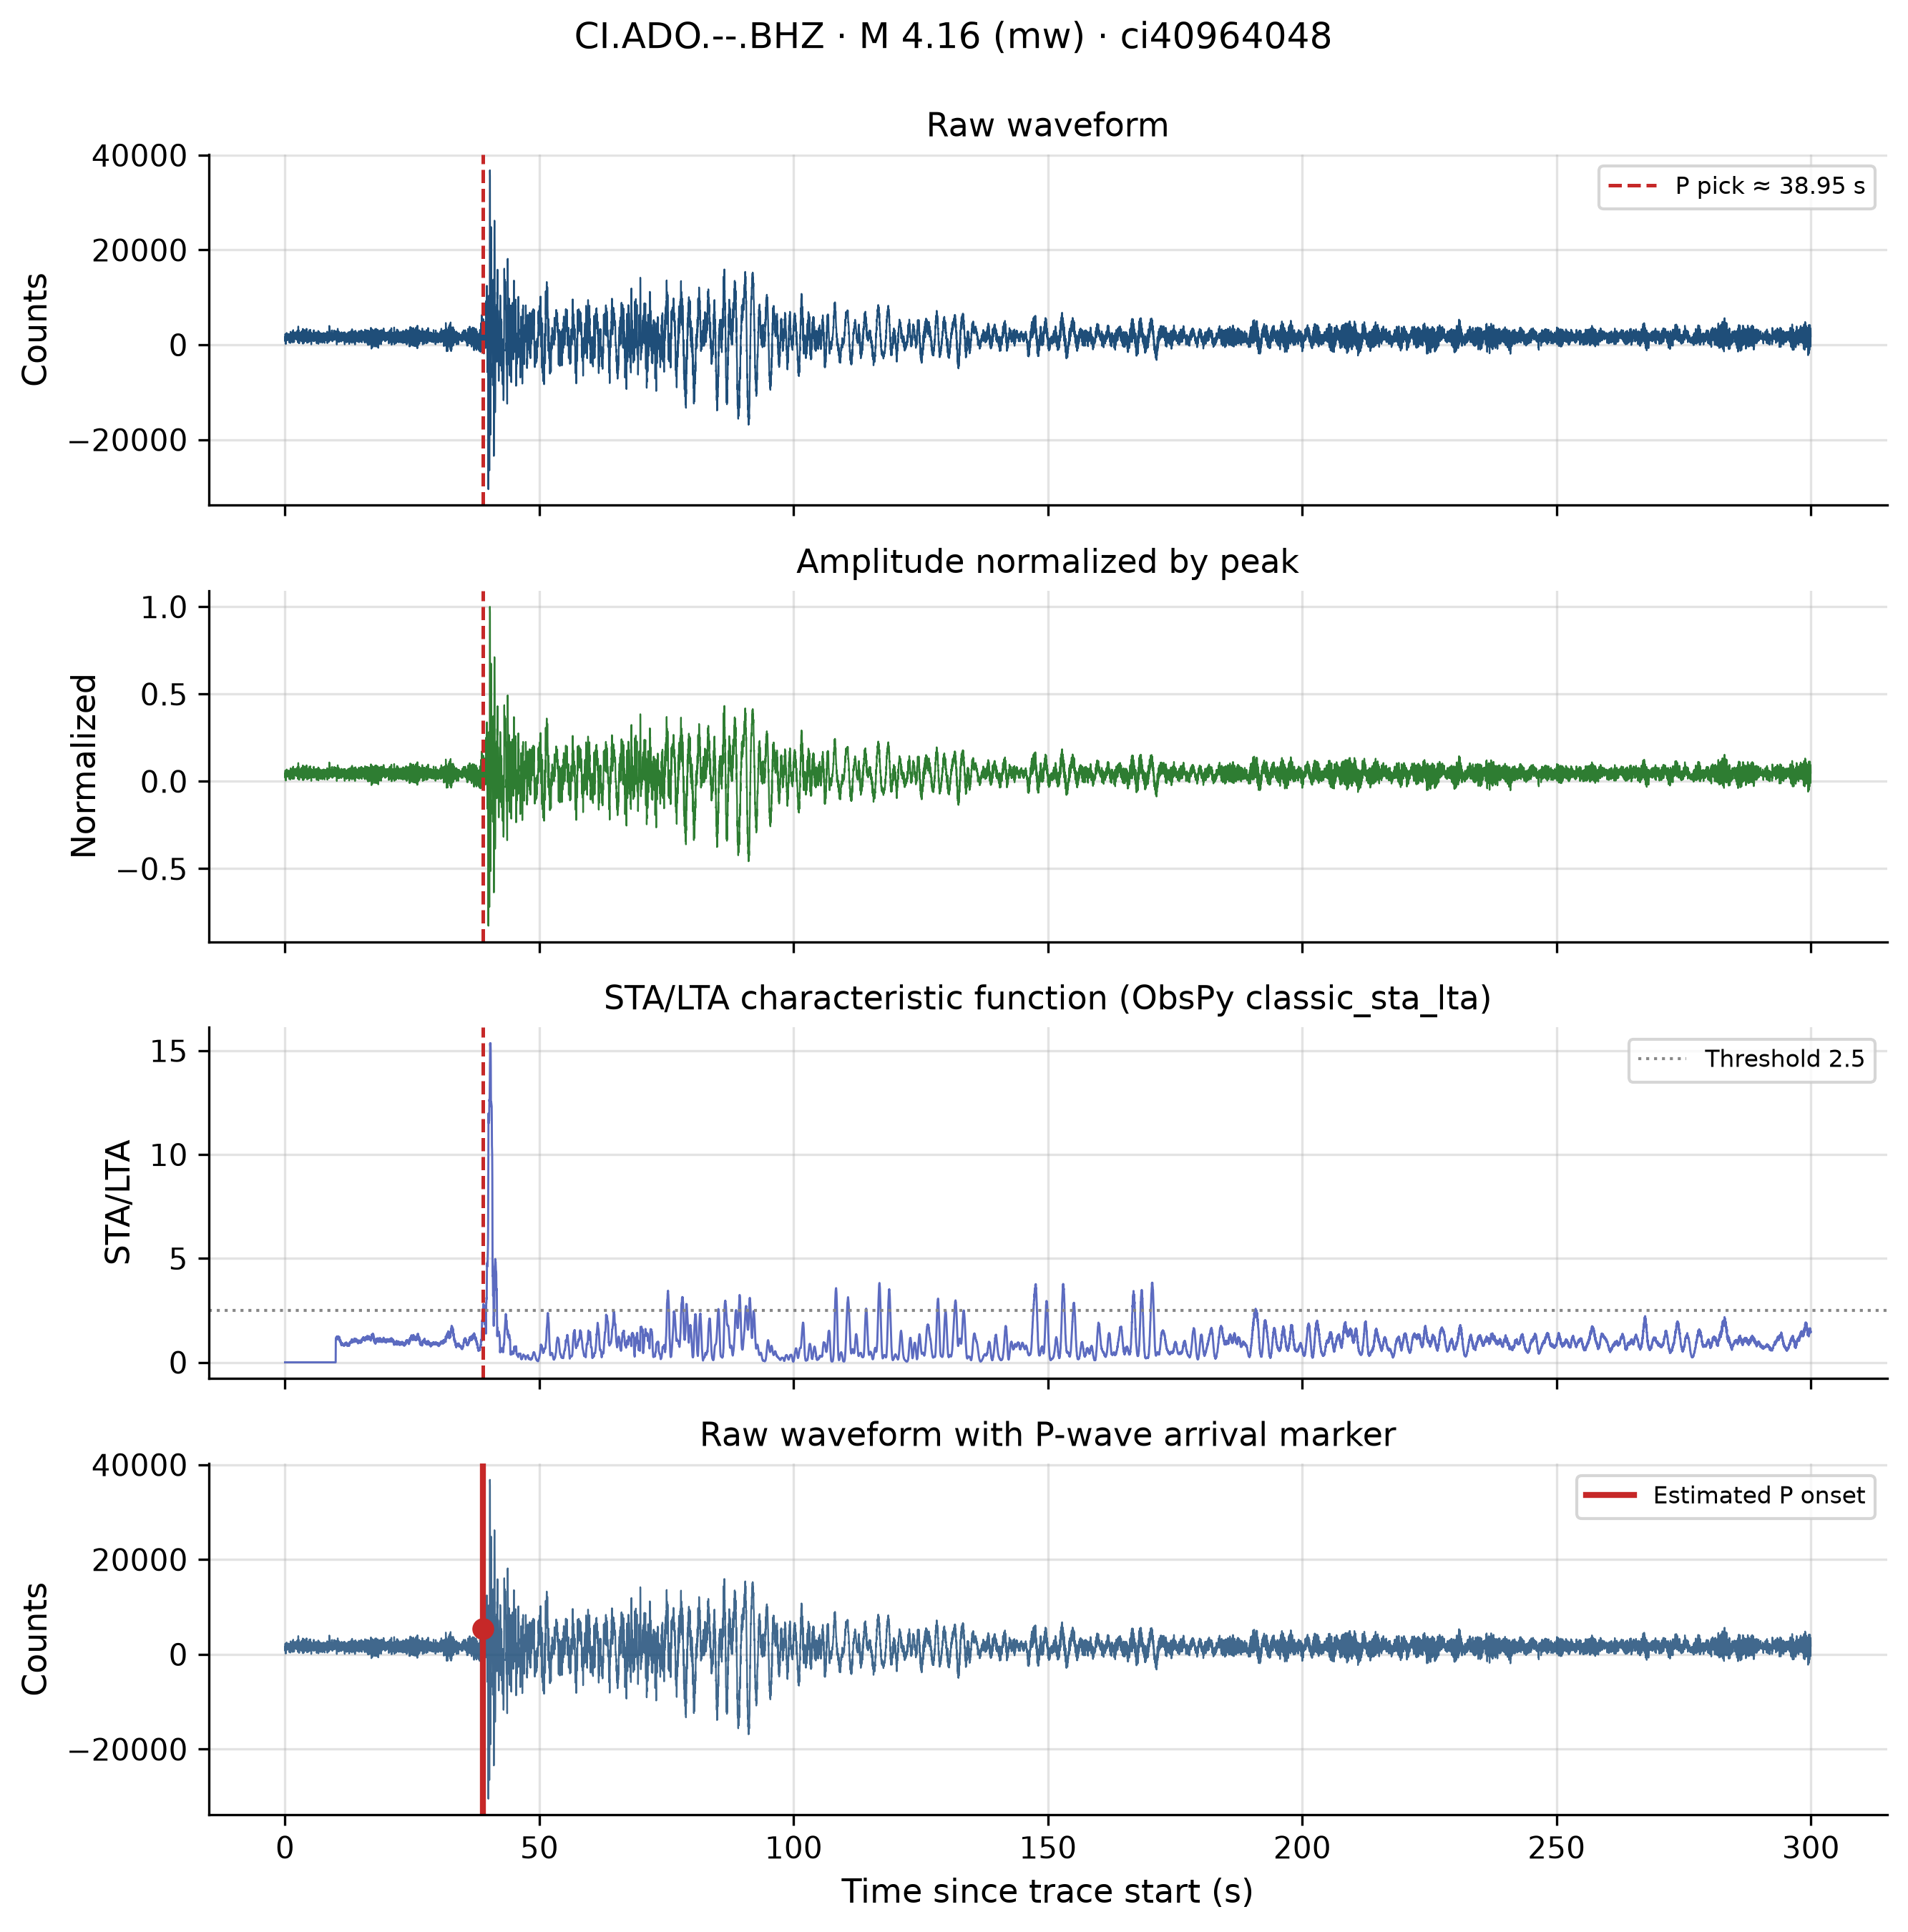 CI.ADO.--.BHZ · M 4.16 (mw) · ci40964048
Raw waveform
40000
20000
0
−20000
Counts
P pick ≈ 38.95 s
Amplitude normalized by peak
1.0
0.5
0.0
−0.5
Normalized
STA/LTA characteristic function (ObsPy classic_sta_lta)
15
10
5
0
STA/LTA
Threshold 2.5
Raw waveform with P-wave arrival marker
40000
20000
0
−20000
Counts
Estimated P onset
0 50 100 150 200 250 300
Time since trace start (s)